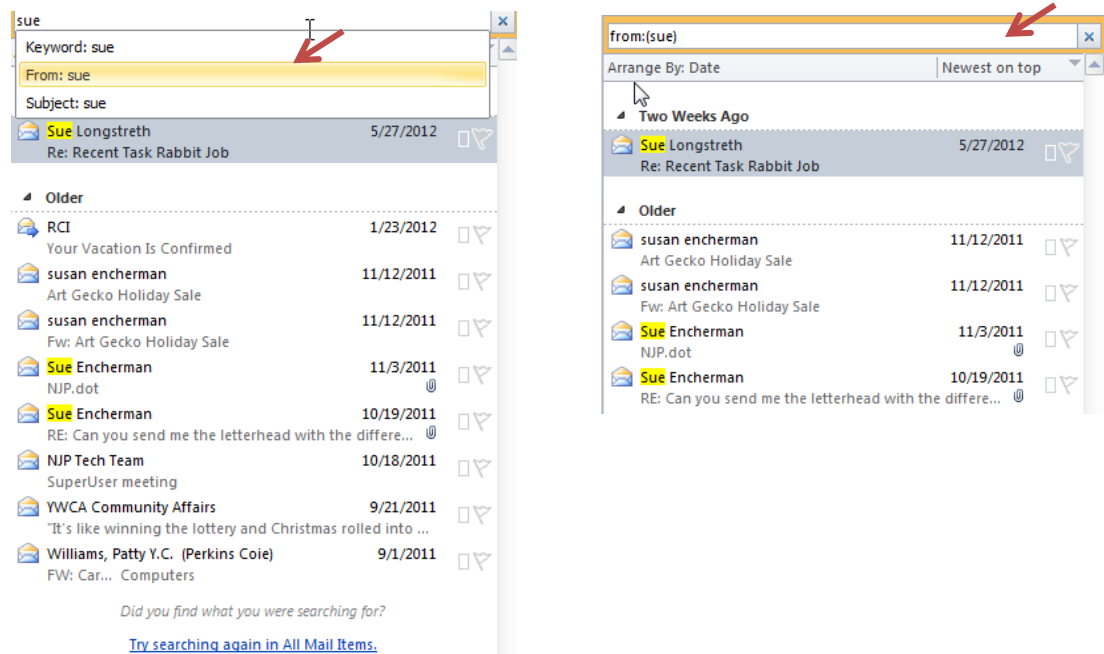 sue
Keyword: sue
From: sue
Subject: sue
Sue Longstreth 5/27/2012
Re: Recent Task Rabbit Job
Older
RCI 1/23/2012
Your Vacation Is Confirmed
susan encherman 11/12/2011
Art Gecko Holiday Sale
susan encherman 11/12/2011
Fw: Art Gecko Holiday Sale
Sue Encherman 11/3/2011
NJP.dot
Sue Encherman 10/19/2011
RE: Can you send me the letterhead with the differe...
NJP Tech Team 10/18/2011
SuperUser meeting
YWCA Community Affairs 9/21/2011
"It's like winning the lottery and Christmas rolled into ...
Williams, Patty Y.C. (Perkins Coie) 9/1/2011
FW: Car... Computers
Did you find what you were searching for?
Try searching again in All Mail Items.
from:(sue)
Arrange By: Date Newest on top
Two Weeks Ago
Sue Longstreth 5/27/2012
Re: Recent Task Rabbit Job
Older
susan encherman 11/12/2011
Art Gecko Holiday Sale
susan encherman 11/12/2011
Fw: Art Gecko Holiday Sale
Sue Encherman 11/3/2011
NJP.dot
Sue Encherman 10/19/2011
RE: Can you send me the letterhead with the differe...